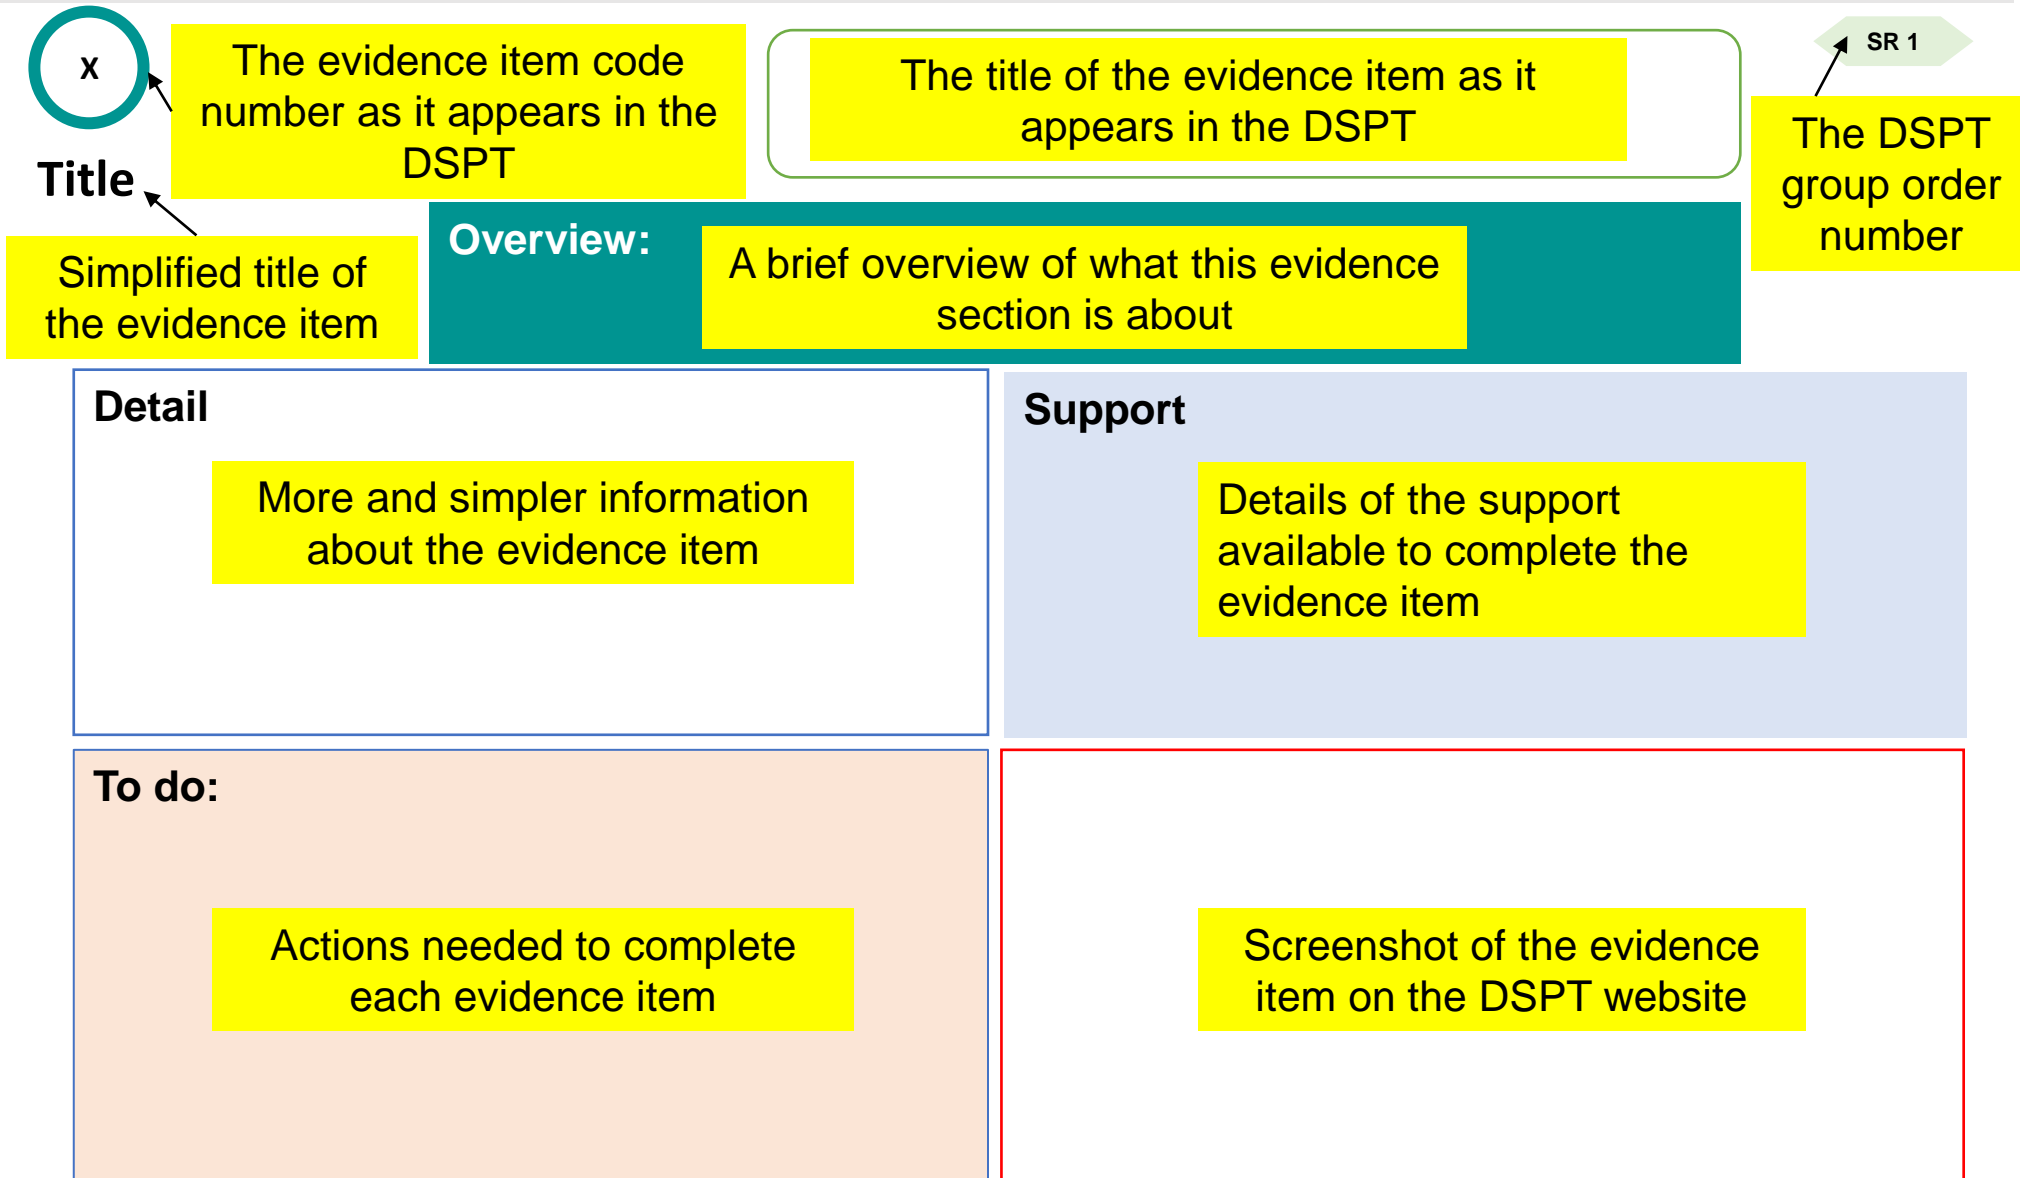 X
The evidence item code
number as it appears in the
DSPT
The title of the evidence item as it
appears in the DSPT
SR 1
The DSPT
group order
number
Title
Simplified title of
the evidence item
Overview:
A brief overview of what this evidence
section is about
Detail
More and simpler information
about the evidence item
Support
Details of the support
available to complete the
evidence item
To do:
Actions needed to complete
each evidence item
Screenshot of the evidence
item on the DSPT website